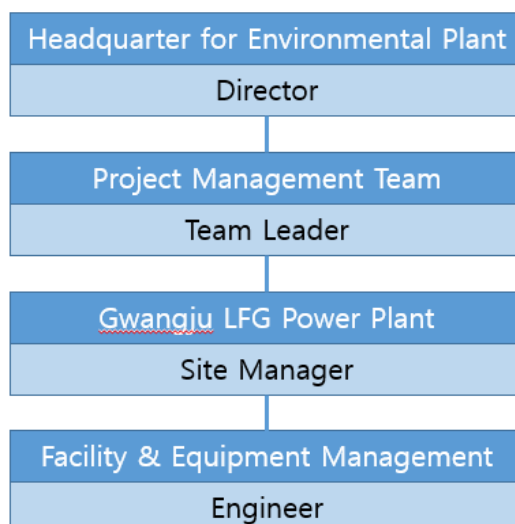 Headquarter for Environmental Plant
Director
Project Management Team
Team Leader
Gwangju LFG Power Plant
Site Manager
Facility & Equipment Management
Engineer